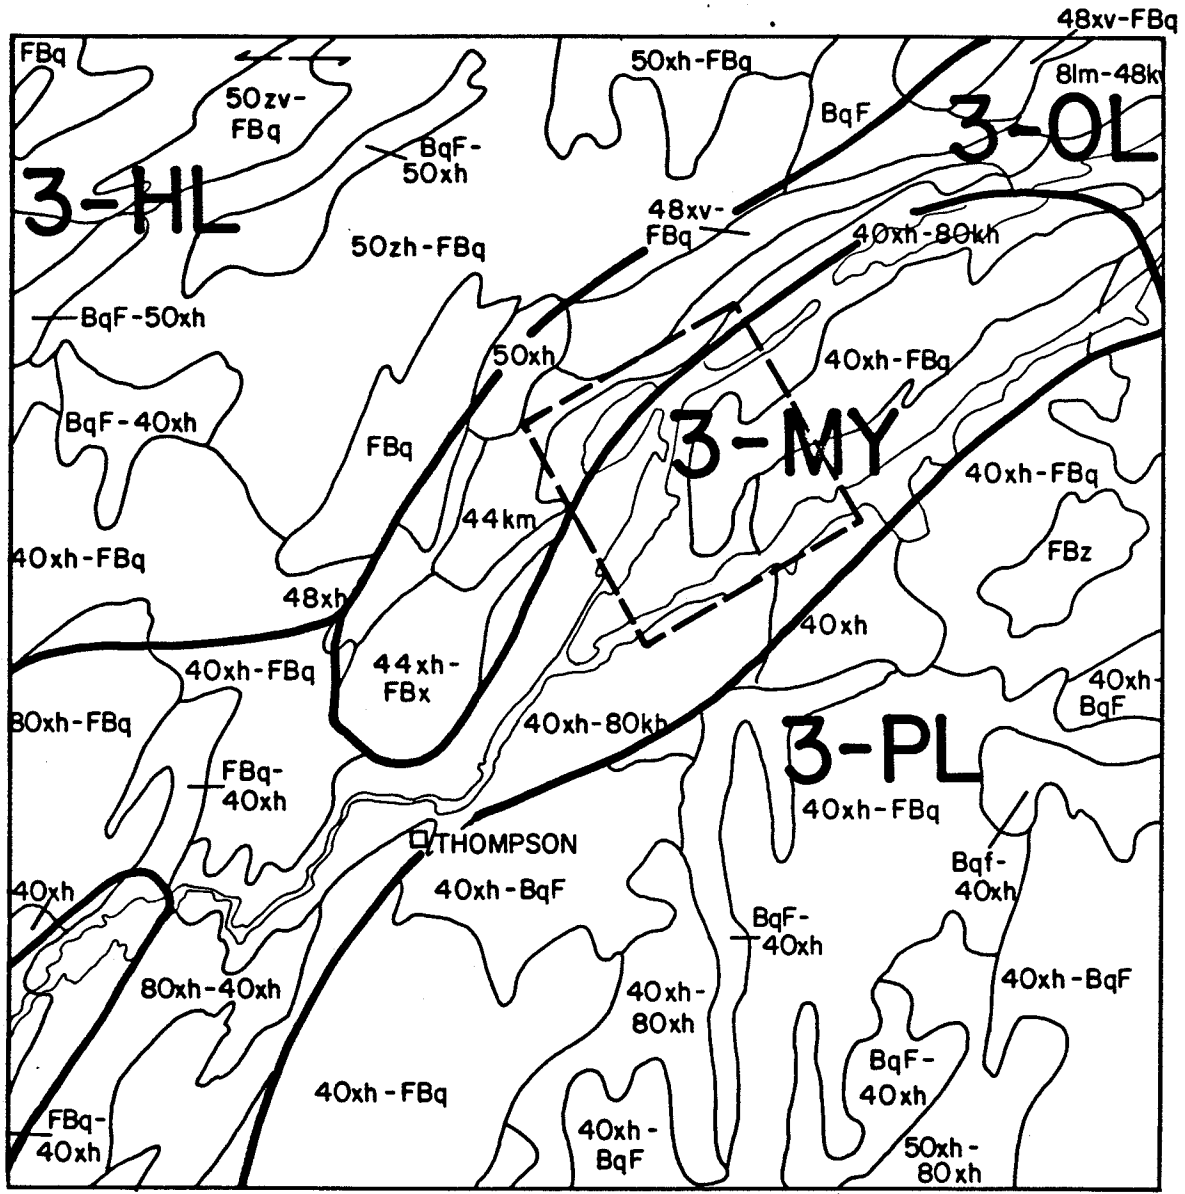 48xv-FBq
FBq
50zv-
FBq
50xh-FBq
8lm-48kv
BqF
3-OL
BqF-
50xh
3-HL
48xv-
FBq
50zh-FBq
40xh-80kh
BqF-50xh
50xh
40xh-FBq
BqF-40xh
FBq
3-MY
40xh-FBq
44km
40xh-FBq
FBz
48xh
40xh
40xh-FBq
44xh-
FBx
40xh-
BqF
80xh-FBq
40xh-80kh
3-PL
FBq-
40xh
40xh-FBq
THOMPSON
Bqf-
40xh
40xh
40xh-BqF
BqF-
40xh
80xh-40xh
40xh-
80xh
40xh-BqF
BqF-
40xh
40xh-FBq
FBq-
40xh
40xh-
BqF
50xh-
80xh